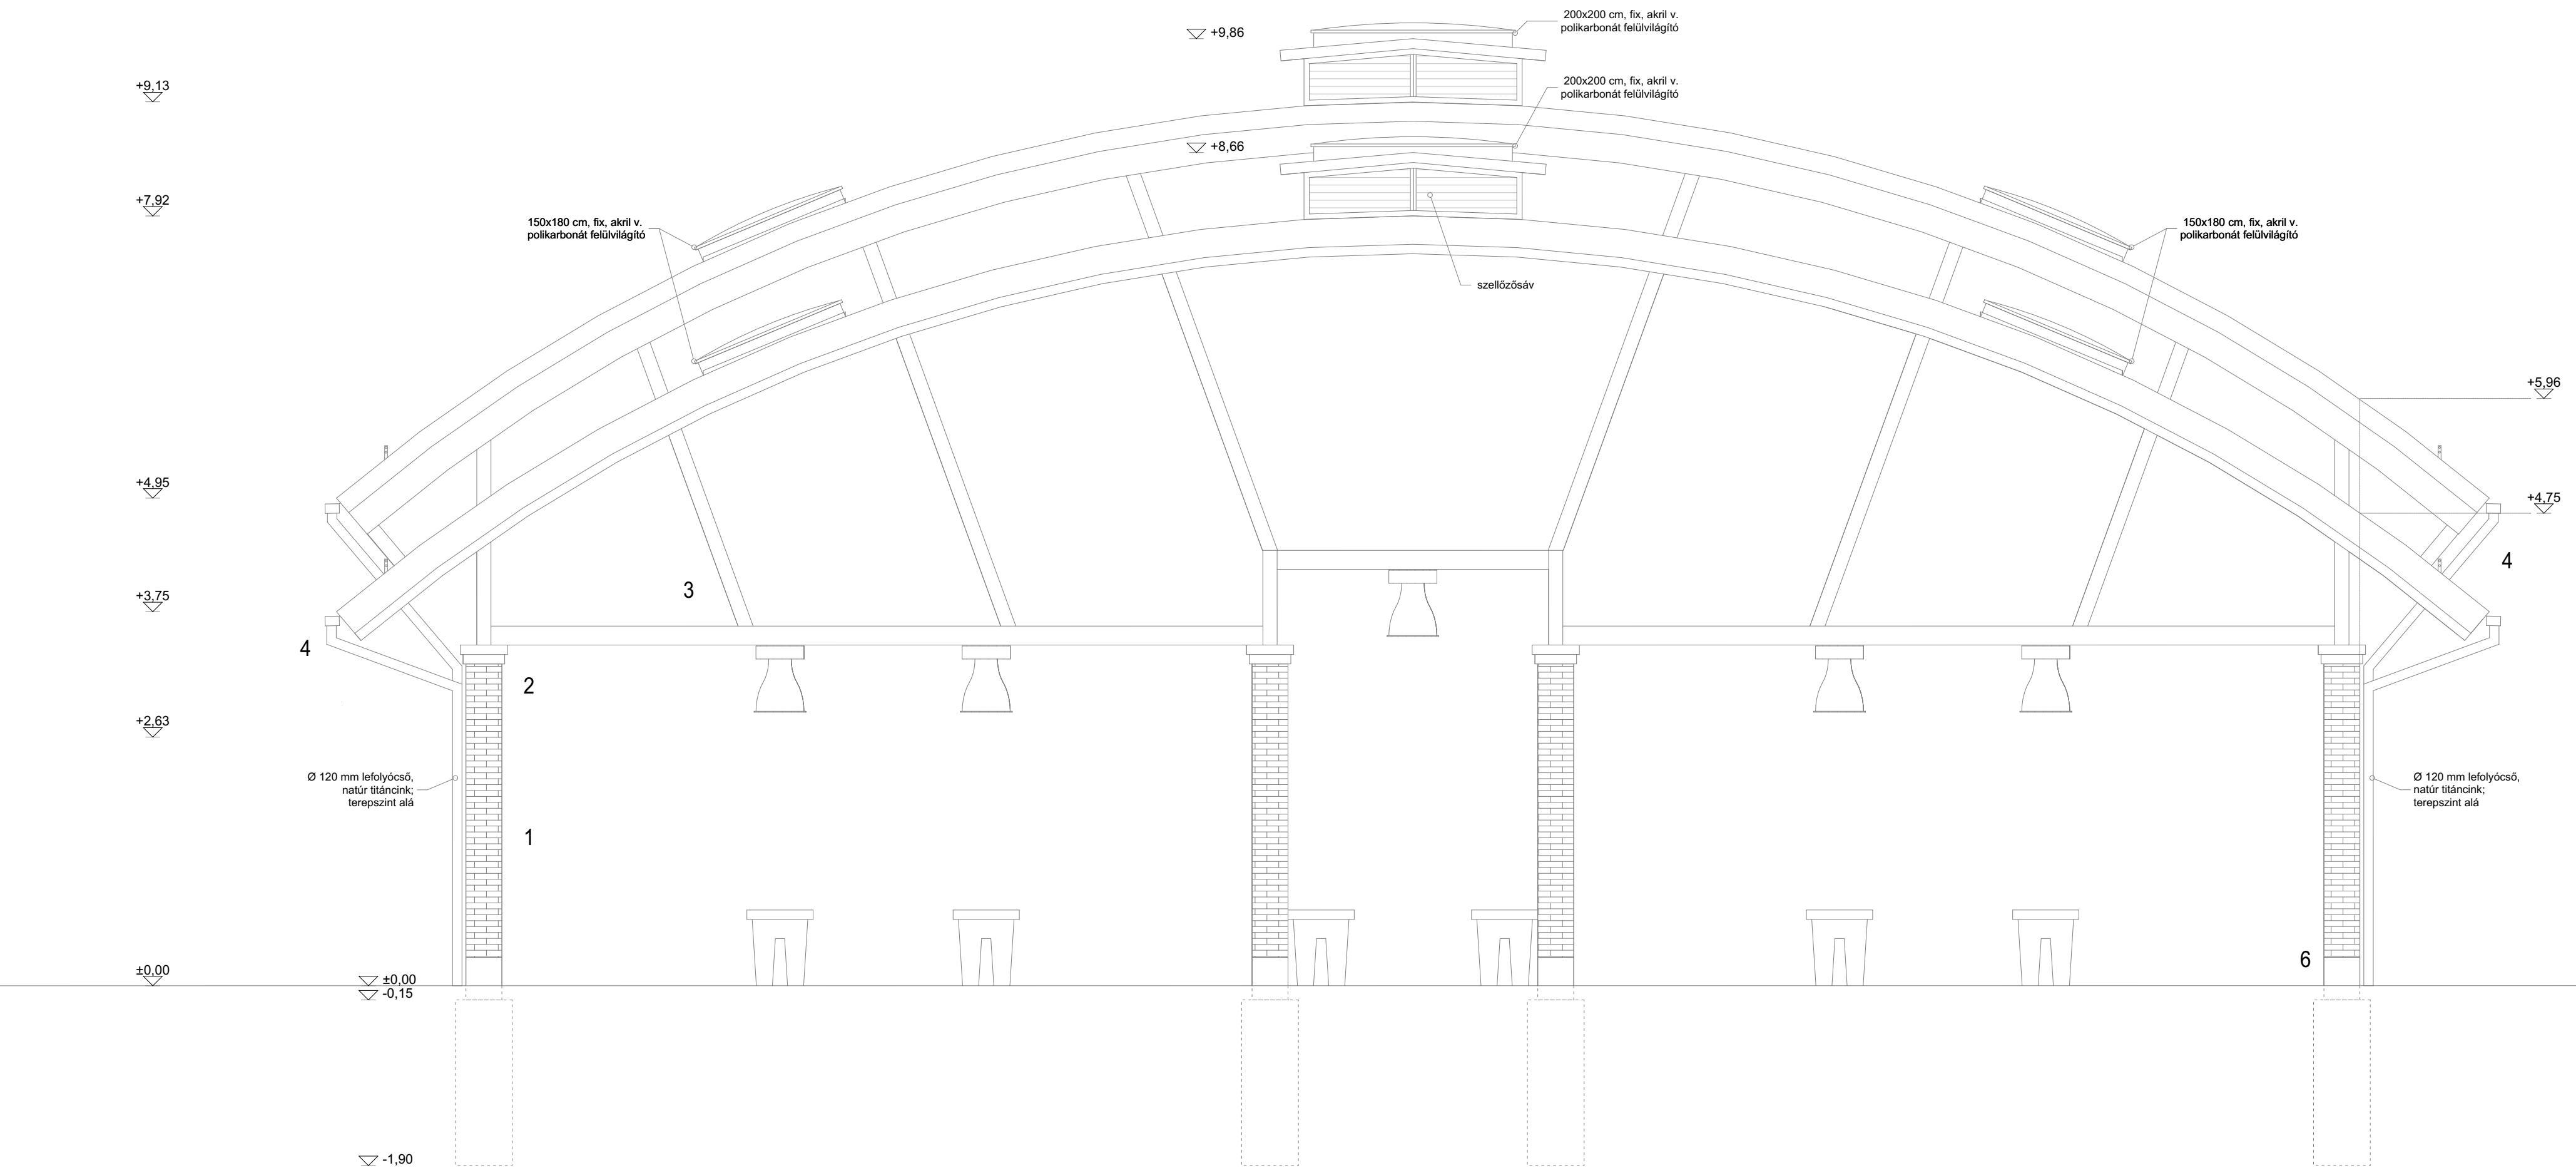 200x200 cm, fix, akril v.
polikarbonát felülvilágító
+9,86
200x200 cm, fix, akril v.
polikarbonát felülvilágító
+9,13
+8,66
+7,92
150x180 cm, fix, akril v.
polikarbonát felülvilágító
150x180 cm, fix, akril v.
polikarbonát felülvilágító
szellőzősáv
+5,96
+4,95
+4,75
4
3
+3,75
4
2
+2,63
Ø 120 mm lefolyócső,
natúr titáncink;
terepszint alá
Ø 120 mm lefolyócső,
natúr titáncink;
terepszint alá
1
6
±0,00
±0,00
-0,15
-1,90